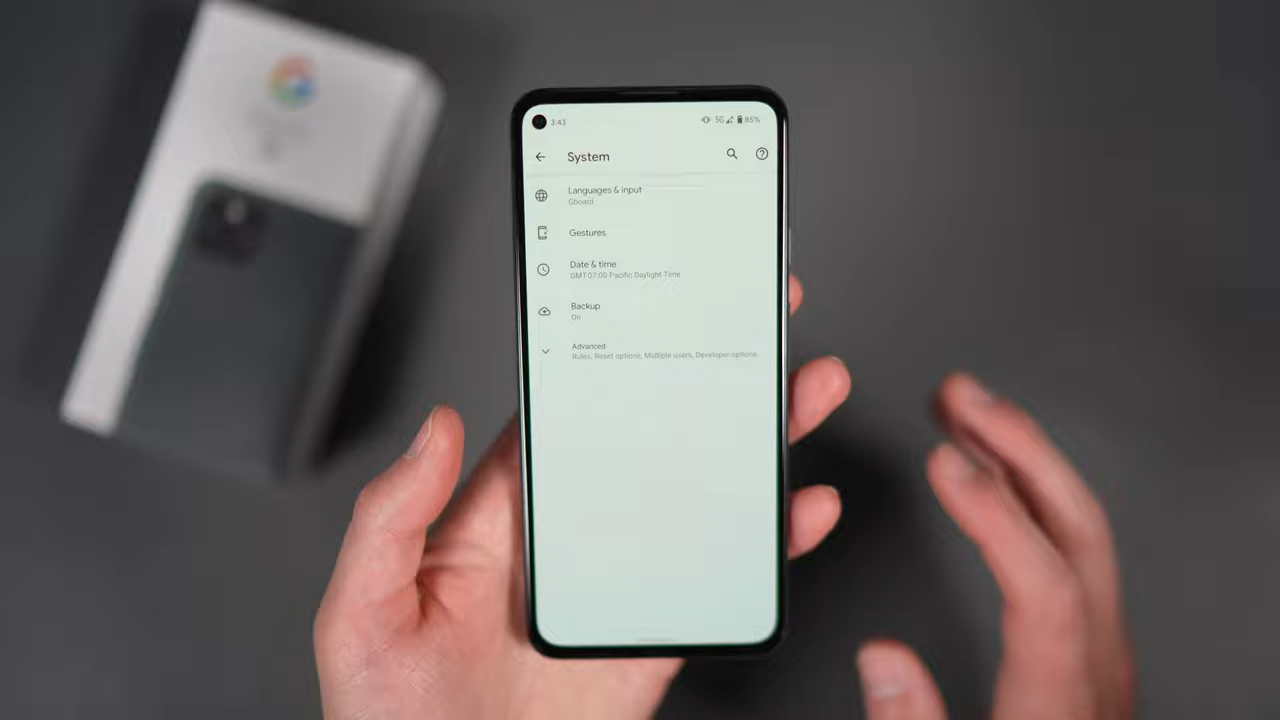 3:43 5G 85%
System
Languages & input
Gboard
Gestures
Date & time
GMT-07:00 Pacific Daylight Time
Backup
On
Advanced
Rules, Reset options, Multiple users, Developer options.